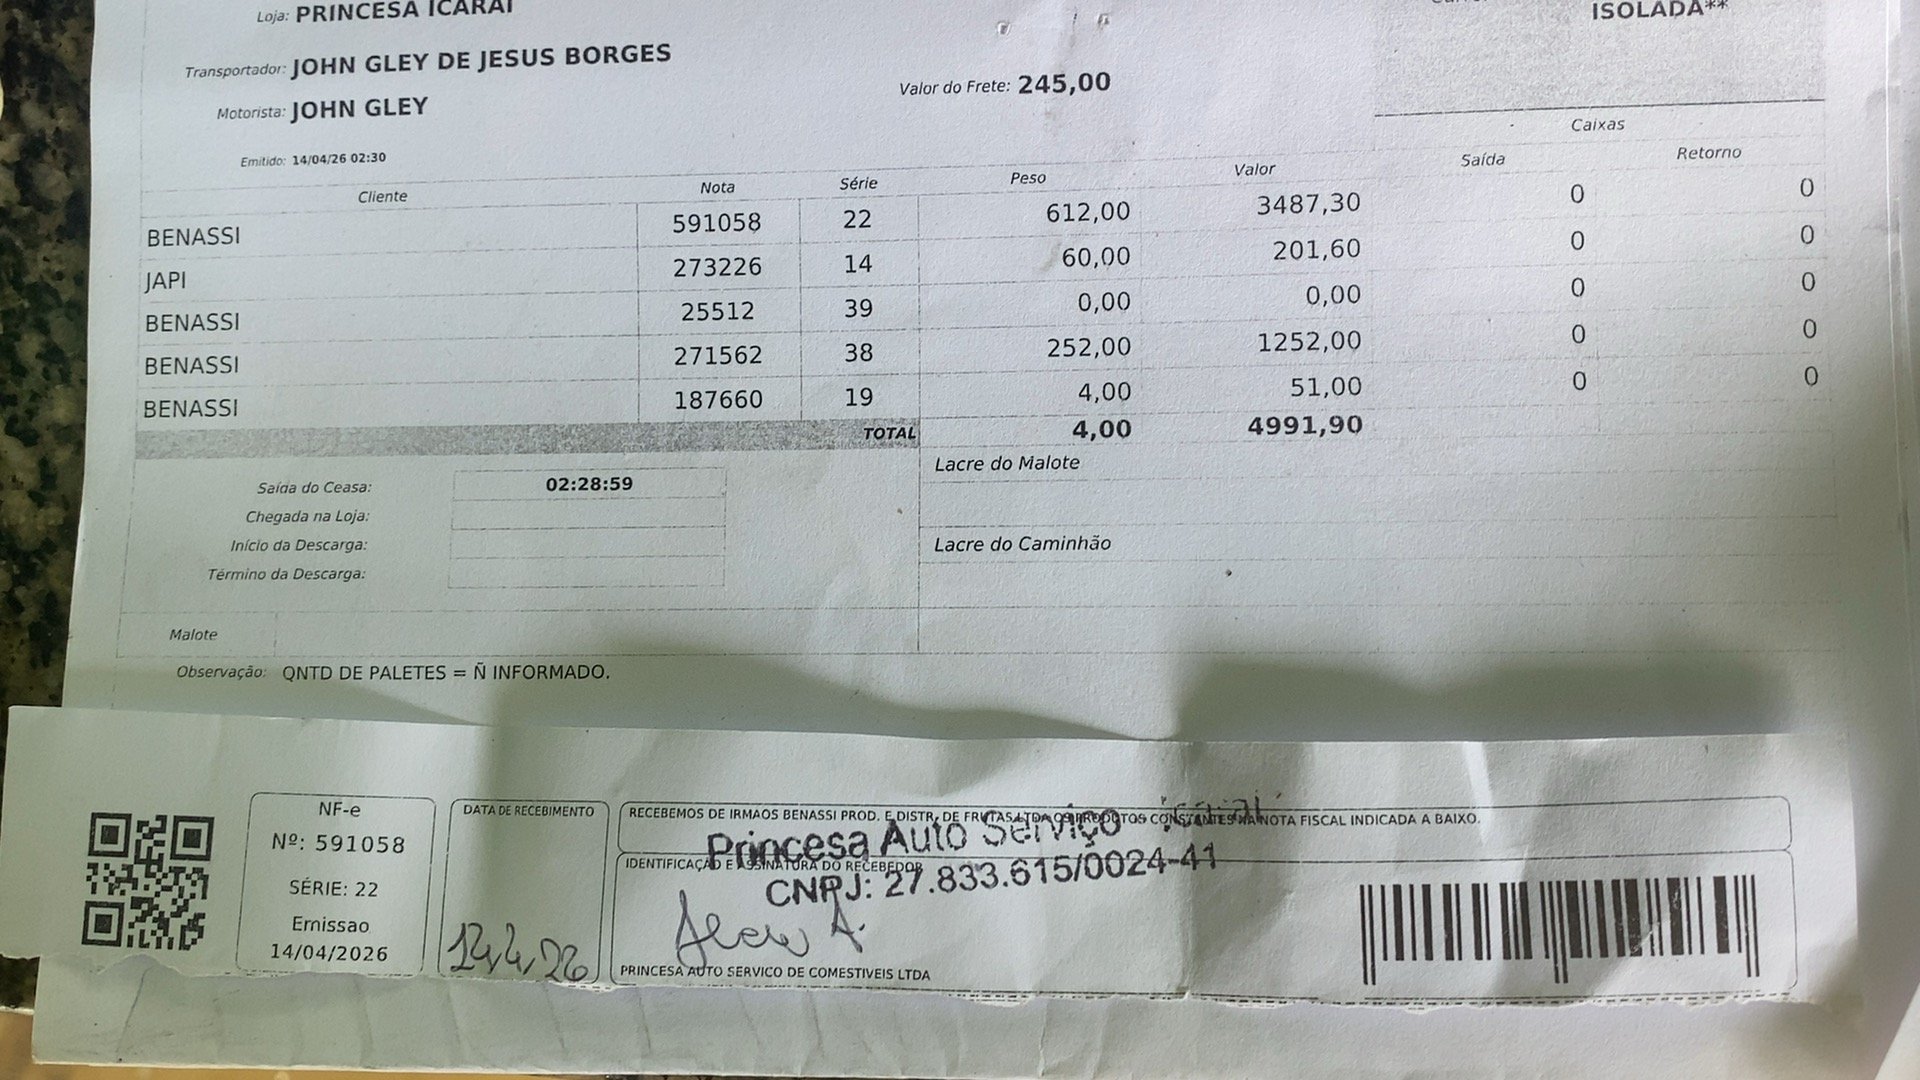 Loja: PRINCESA ICARAI
ISOLADA**
Transportador: JOHN GLEY DE JESUS BORGES
Valor do Frete: 245,00
Motorista: JOHN GLEY
Emitido: 14/04/26 02:30
Caixas
Cliente Nota Série Peso Valor Saída Retorno
BENASSI 591058 22 612,00 3487,30 0 0
JAPI 273226 14 60,00 201,60 0 0
BENASSI 25512 39 0,00 0,00 0 0
BENASSI 271562 38 252,00 1252,00 0 0
BENASSI 187660 19 4,00 51,00 0 0
TOTAL 4,00 4991,90
Saída do Ceasa: 02:28:59
Chegada na Loja:
Início da Descarga:
Término da Descarga:
Lacre do Malote
Lacre do Caminhão
Malote
Observação: QNTD DE PALETES = Ñ INFORMADO.
NF-e
Nº: 591058
SÉRIE: 22
Emissao
14/04/2026
DATA DE RECEBIMENTO
14,4,26
RECEBEMOS DE IRMAOS BENASSI PROD. E DISTR. DE FRUTAS LTDA OS PRODUTOS CONSTANTES NA NOTA FISCAL INDICADA A BAIXO.
Princesa Auto Serviço Icaraí
IDENTIFICAÇÃO E ASSINATURA DO RECEBEDOR
CNPJ: 27.833.615/0024-41
PRINCESA AUTO SERVICO DE COMESTIVEIS LTDA